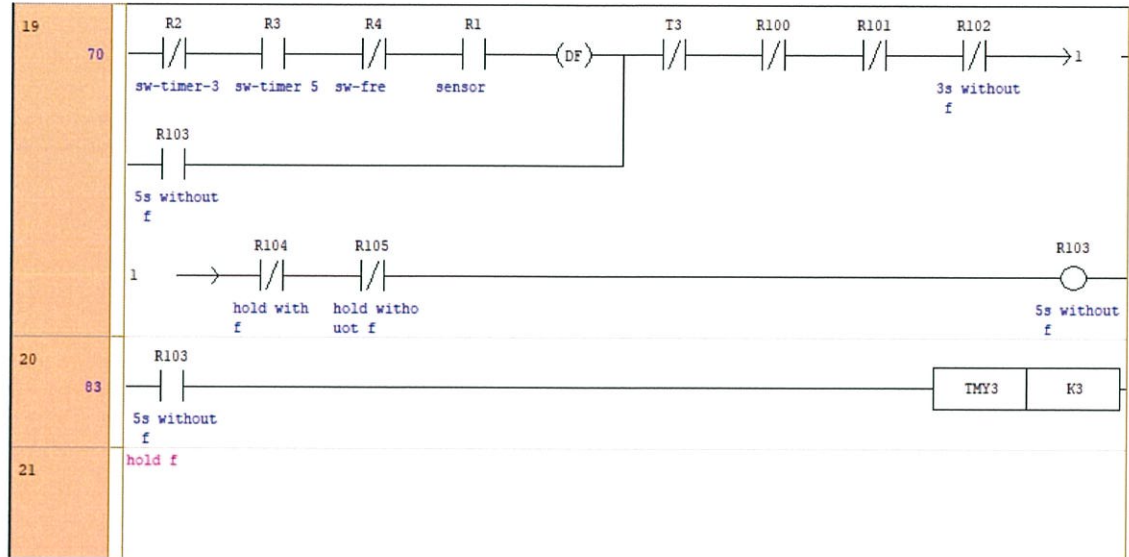 19
R2 R3 R4 R1 T3 R100 R101 R102
70 (DF) 1
sw-timer-3 sw-timer 5 sw-fre sensor 3s without
f
R103
5s without
f
R104 R105 R103
1
hold with hold witho 5s without
f uot f f
20
R103
83 TMY3 K3
5s without
f
hold f
21